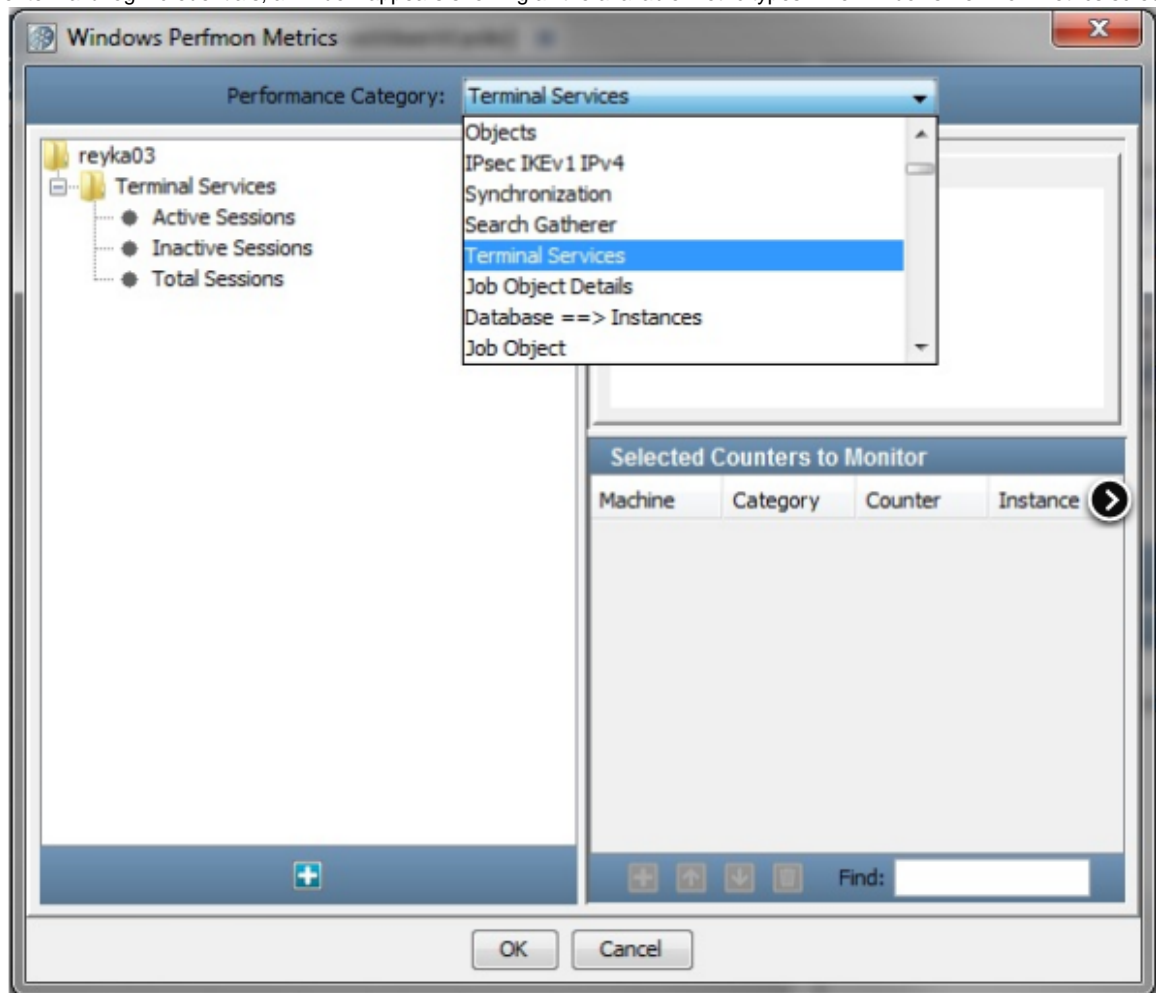 Windows Perfmon Metrics
Performance Category: Terminal Services
Objects
IPsec IKEv1 IPv4
Synchronization
Search Gatherer
Terminal Services
Job Object Details
Database ==> Instances
Job Object
reyka03
Terminal Services
Active Sessions
Inactive Sessions
Total Sessions
Selected Counters to Monitor
Machine Category Counter Instance
Find:
OK Cancel